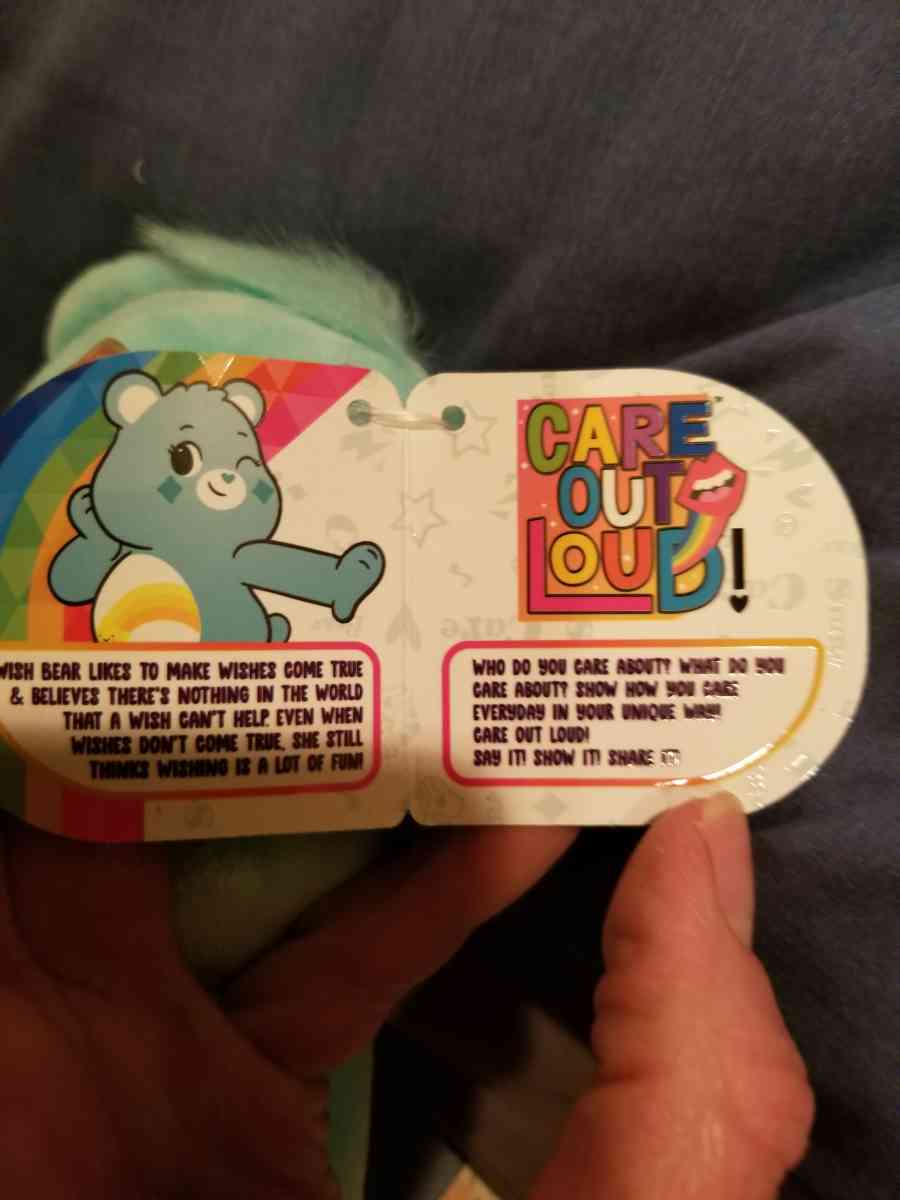 WISH BEAR LIKES TO MAKE WISHES COME TRUE
& BELIEVES THERE'S NOTHING IN THE WORLD
THAT A WISH CAN'T HELP. EVEN WHEN
WISHES DON'T COME TRUE, SHE STILL
THINKS WISHING IS A LOT OF FUN!
CARE™
OUT
LOUD!
WHO DO YOU CARE ABOUT? WHAT DO YOU
CARE ABOUT? SHOW HOW YOU CARE
EVERYDAY IN YOUR UNIQUE WAY!
CARE OUT LOUD!
SAY IT! SHOW IT! SHARE IT!
Care